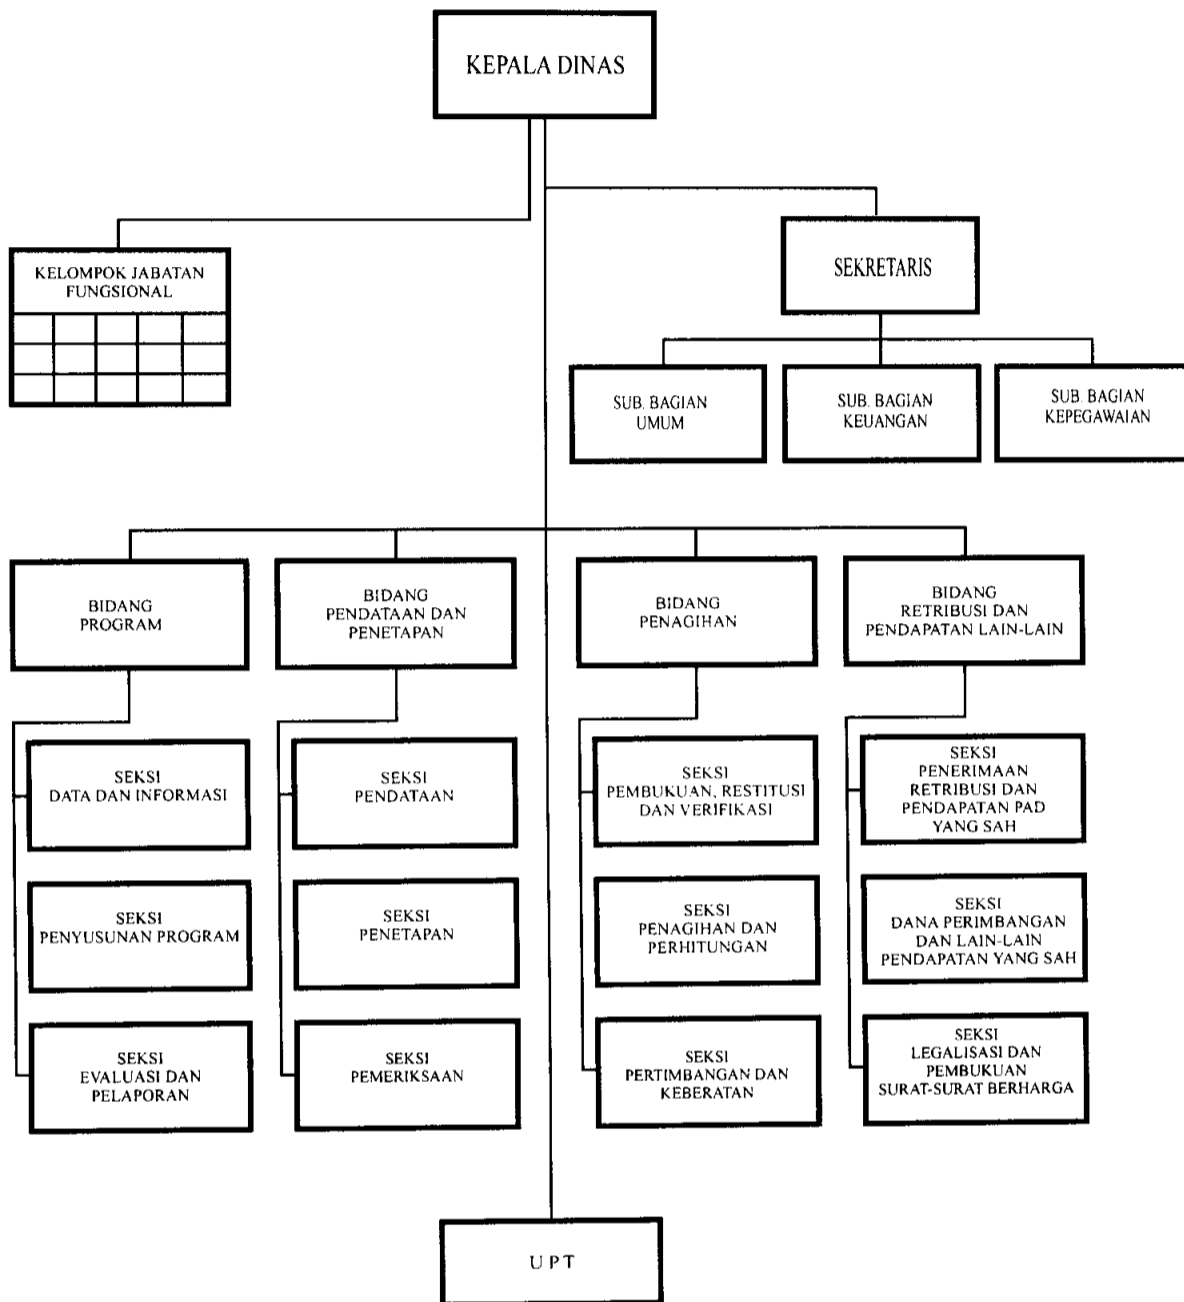 KEPALA DINAS
KELOMPOK JABATAN
FUNGSIONAL
SEKRETARIS
SUB. BAGIAN
UMUM
SUB. BAGIAN
KEUANGAN
SUB. BAGIAN
KEPEGAWAIAN
BIDANG
PROGRAM
BIDANG
PENDATAAN DAN
PENETAPAN
BIDANG
PENAGIHAN
BIDANG
RETRIBUSI DAN
PENDAPATAN LAIN-LAIN
SEKSI
DATA DAN INFORMASI
SEKSI
PENDATAAN
SEKSI
PEMBUKUAN, RESTITUSI
DAN VERIFIKASI
SEKSI
PENERIMAAN
RETRIBUSI DAN
PENDAPATAN PAD
YANG SAH
SEKSI
PENYUSUNAN PROGRAM
SEKSI
PENETAPAN
SEKSI
PENAGIHAN DAN
PERHITUNGAN
SEKSI
DANA PERIMBANGAN
DAN LAIN-LAIN
PENDAPATAN YANG SAH
SEKSI
EVALUASI DAN
PELAPORAN
SEKSI
PEMERIKSAAN
SEKSI
PERTIMBANGAN DAN
KEBERATAN
SEKSI
LEGALISASI DAN
PEMBUKUAN
SURAT-SURAT BERHARGA
U P T